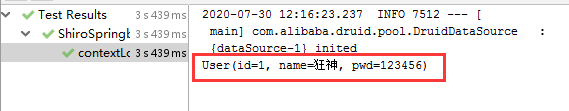 Test Results 3 s 439 ms
ShiroSpringb 3 s 439 ms
contextLo 3 s 439 ms
2020-07-30 12:16:23.237 INFO 7512 --- [
main] com.alibaba.druid.pool.DruidDataSource :
{dataSource-1} inited
User(id=1, name=狂神, pwd=123456)